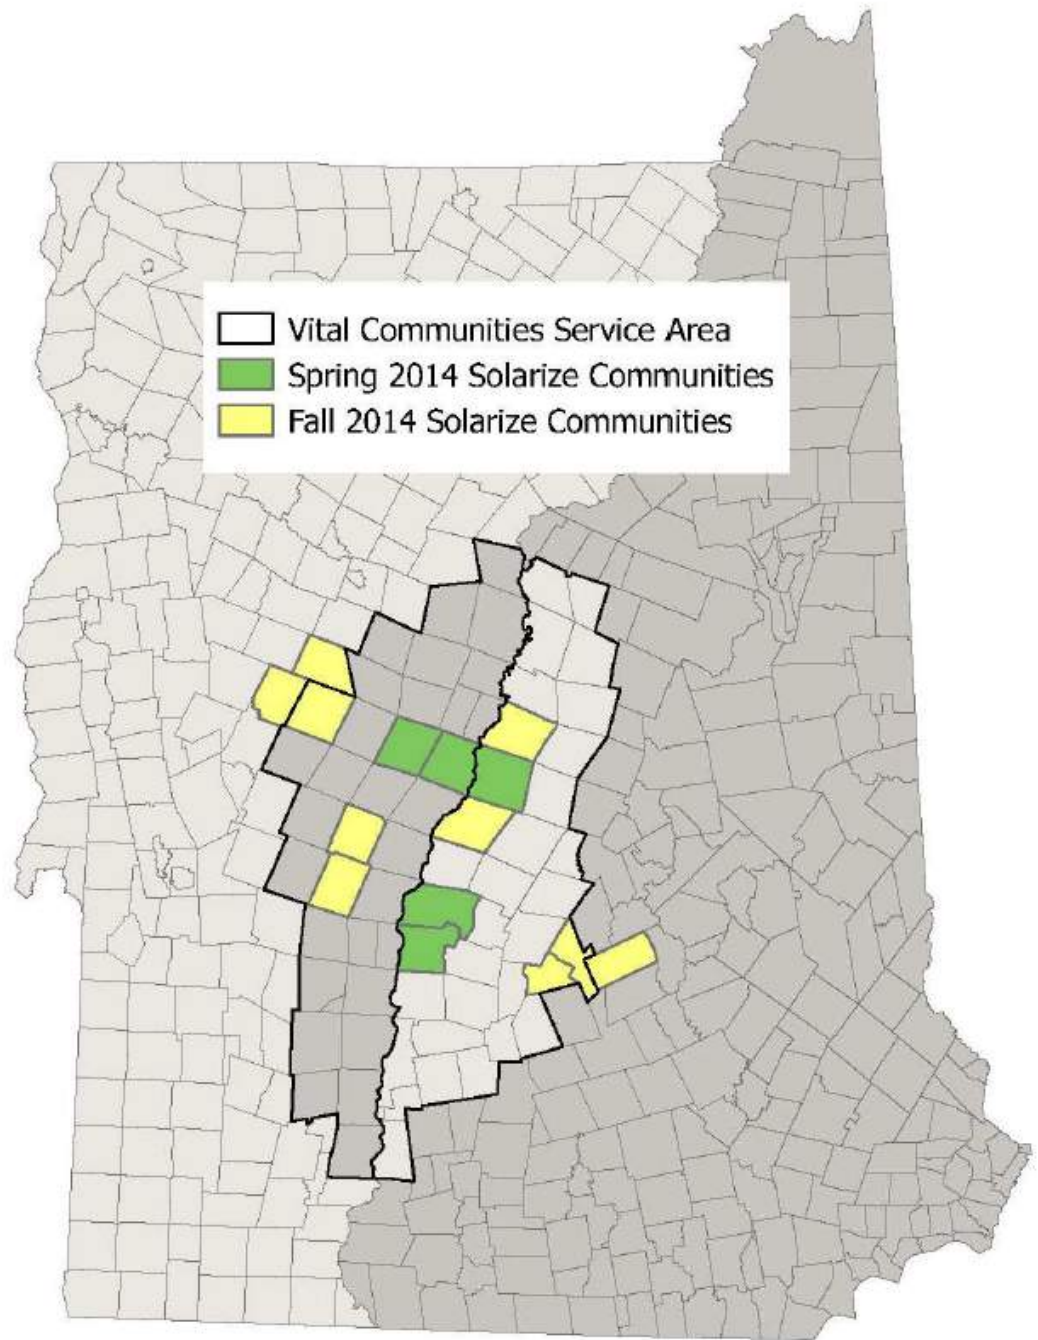 Vital Communities Service Area
Spring 2014 Solarize Communities
Fall 2014 Solarize Communities